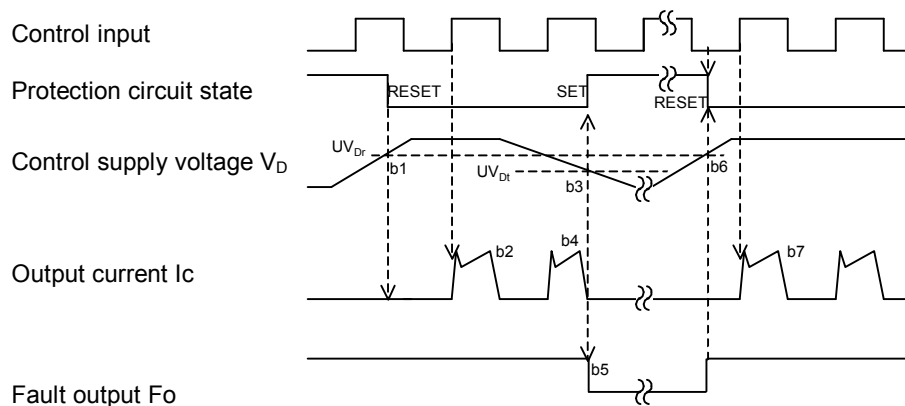 Control input
Protection circuit state
RESET
SET
RESET
Control supply voltage V_D
UV_Dr
b1
UV_Dt
b3
b6
Output current Ic
b2
b4
b7
Fault output Fo
b5